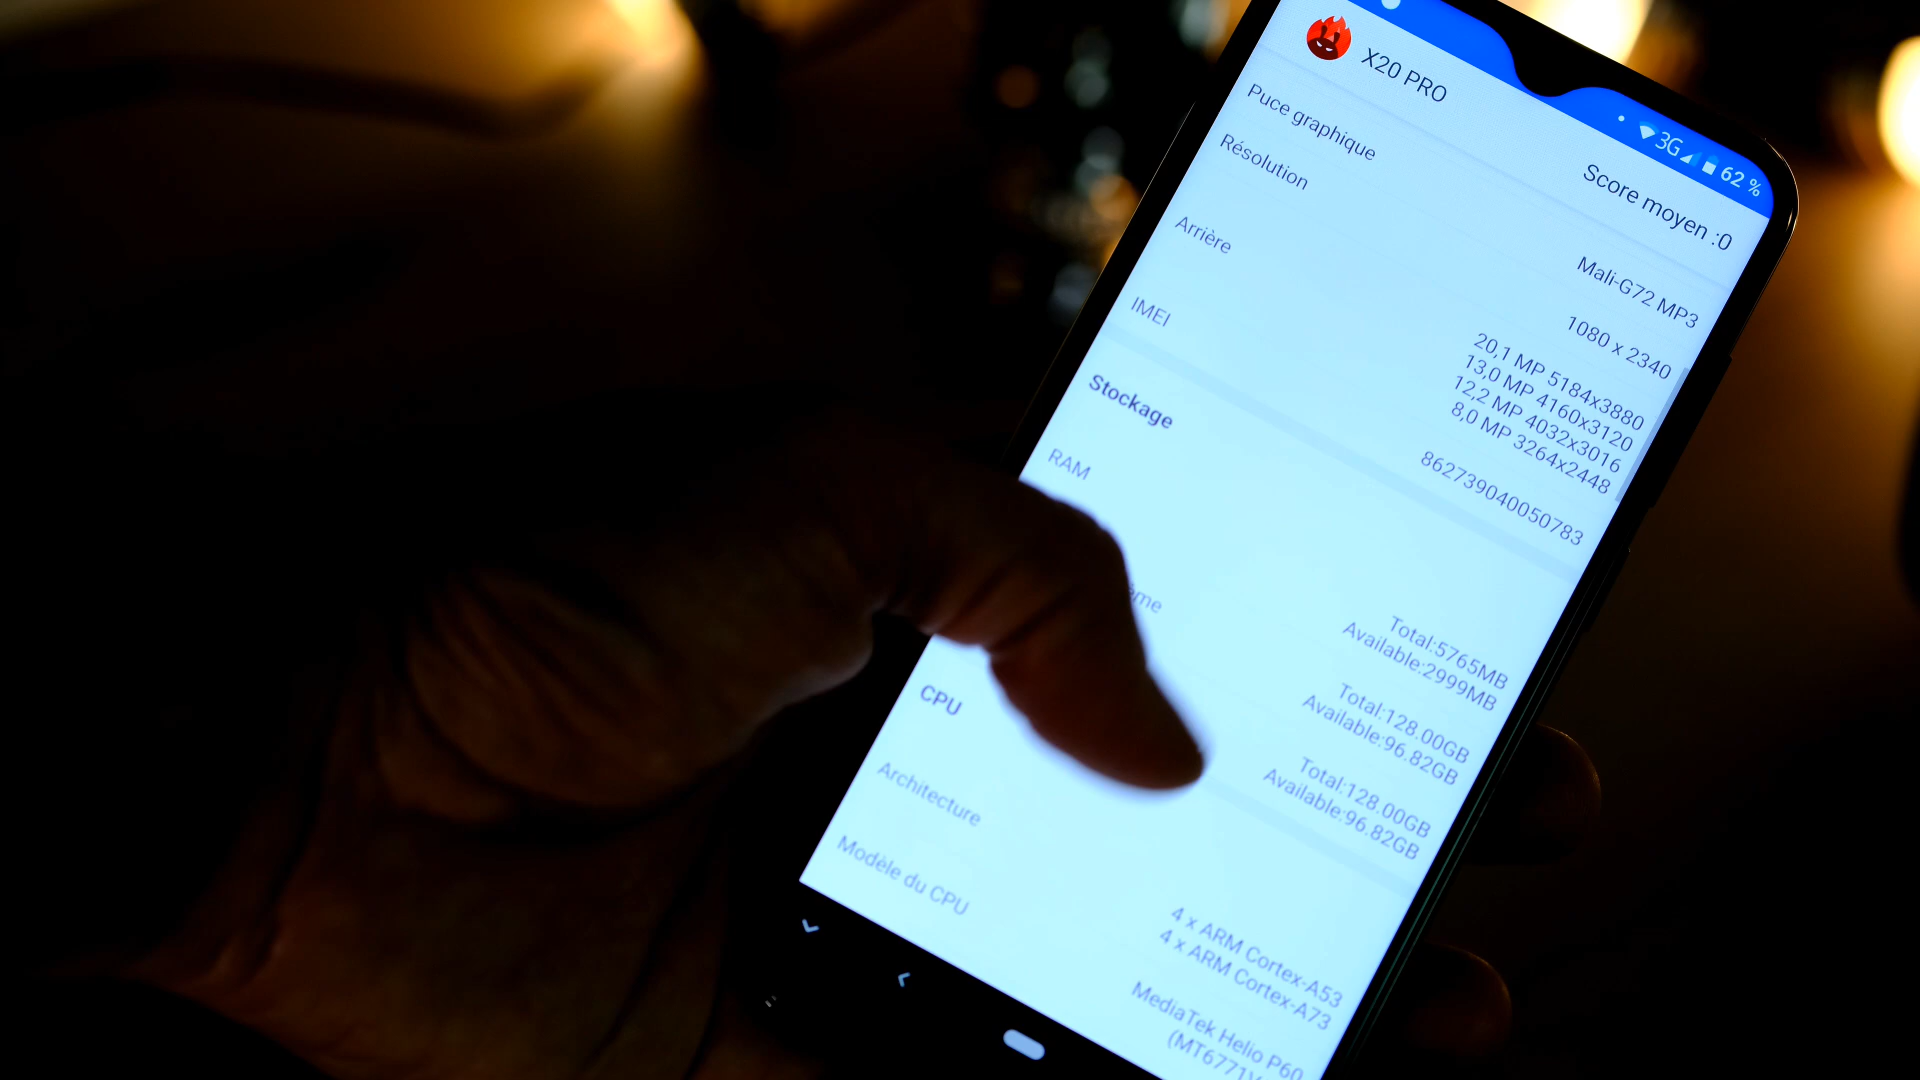 3G 62 %
X20 PRO
Score moyen :0
Puce graphique
Mali-G72 MP3
Résolution
1080 x 2340
Arrière
20,1 MP 5184x3880
13,0 MP 4160x3120
12,2 MP 4032x3016
8,0 MP 3264x2448
IMEI
862739040050783
Stockage
RAM
Total:5765MB
Available:2999MB
Total:128.00GB
Available:96.82GB
Total:128.00GB
Available:96.82GB
CPU
Architecture
4 x ARM Cortex-A53
4 x ARM Cortex-A73
Modèle du CPU
MediaTek Helio P60